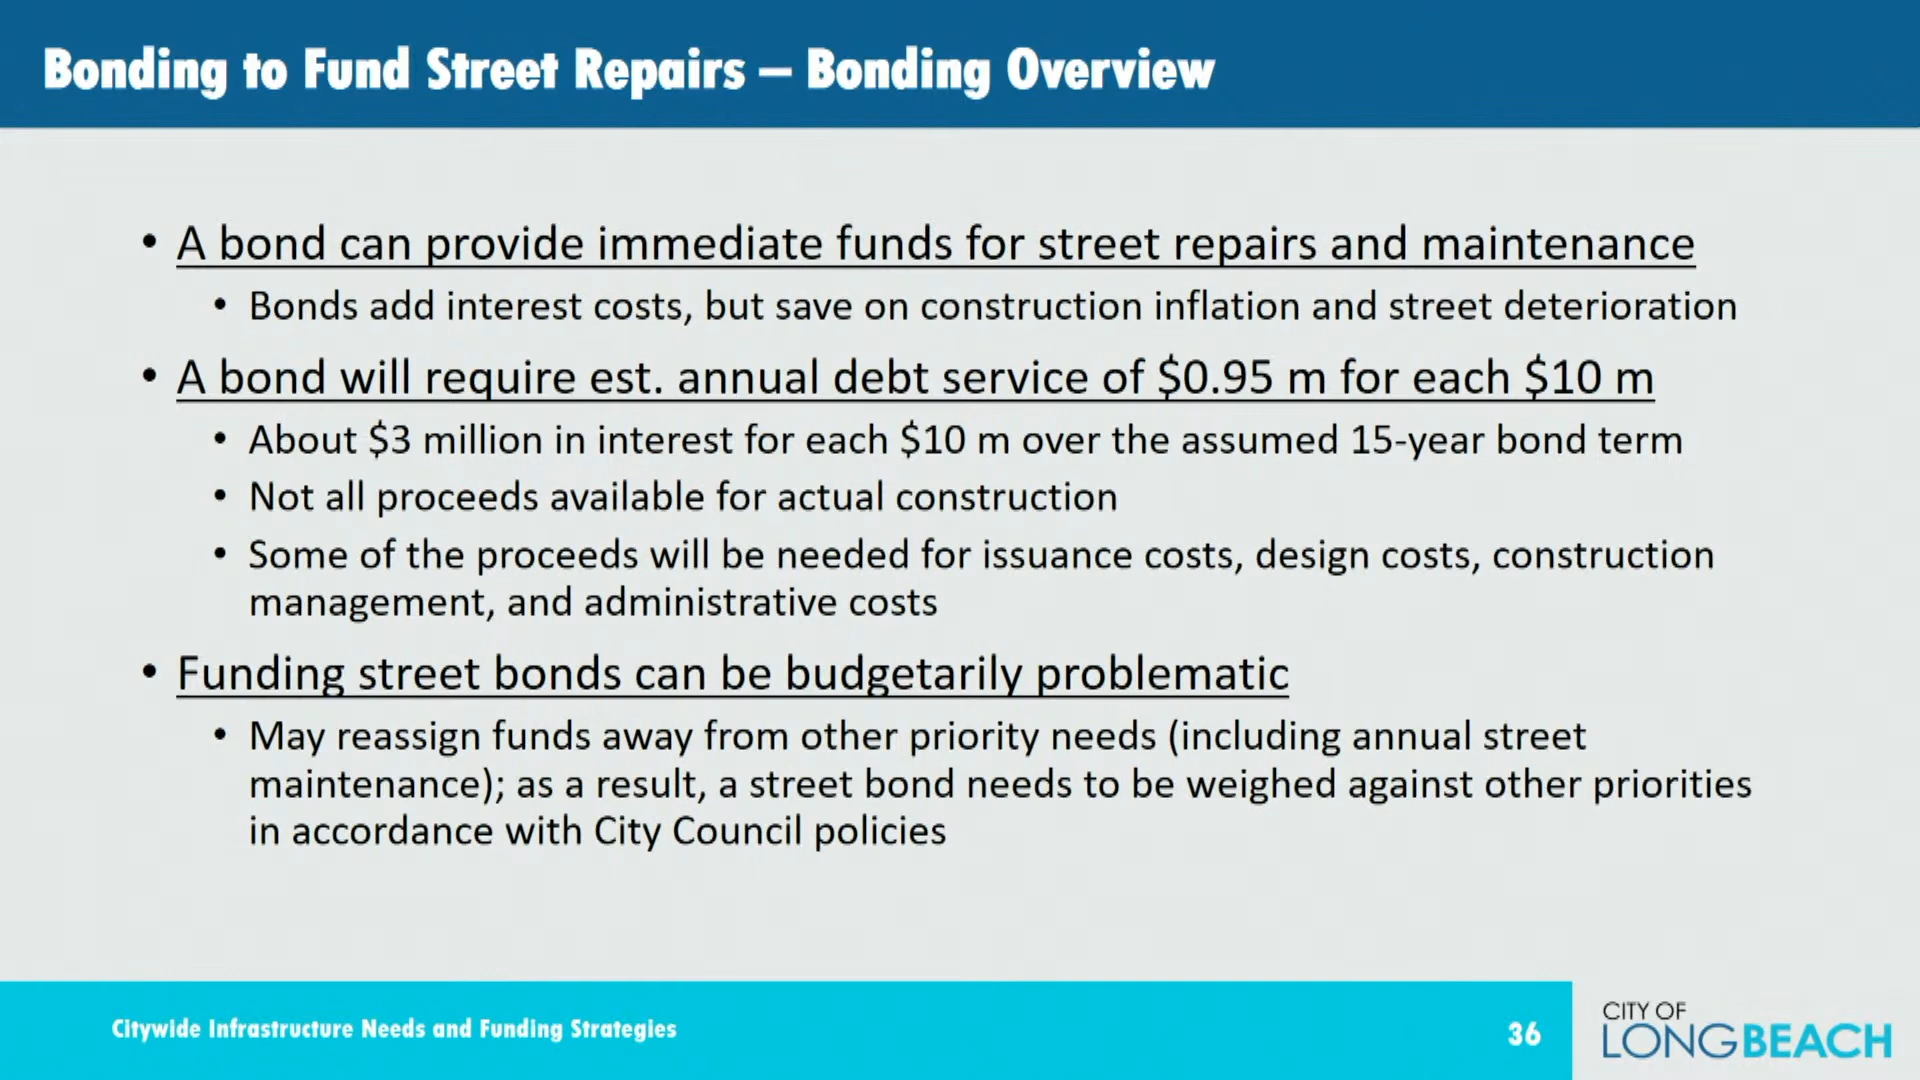 Bonding to Fund Street Repairs – Bonding Overview
• A bond can provide immediate funds for street repairs and maintenance
• Bonds add interest costs, but save on construction inflation and street deterioration
• A bond will require est. annual debt service of $0.95 m for each $10 m
• About $3 million in interest for each $10 m over the assumed 15-year bond term
• Not all proceeds available for actual construction
• Some of the proceeds will be needed for issuance costs, design costs, construction
management, and administrative costs
• Funding street bonds can be budgetarily problematic
• May reassign funds away from other priority needs (including annual street
maintenance); as a result, a street bond needs to be weighed against other priorities
in accordance with City Council policies
Citywide Infrastructure Needs and Funding Strategies
36
CITY OF
LONGBEACH